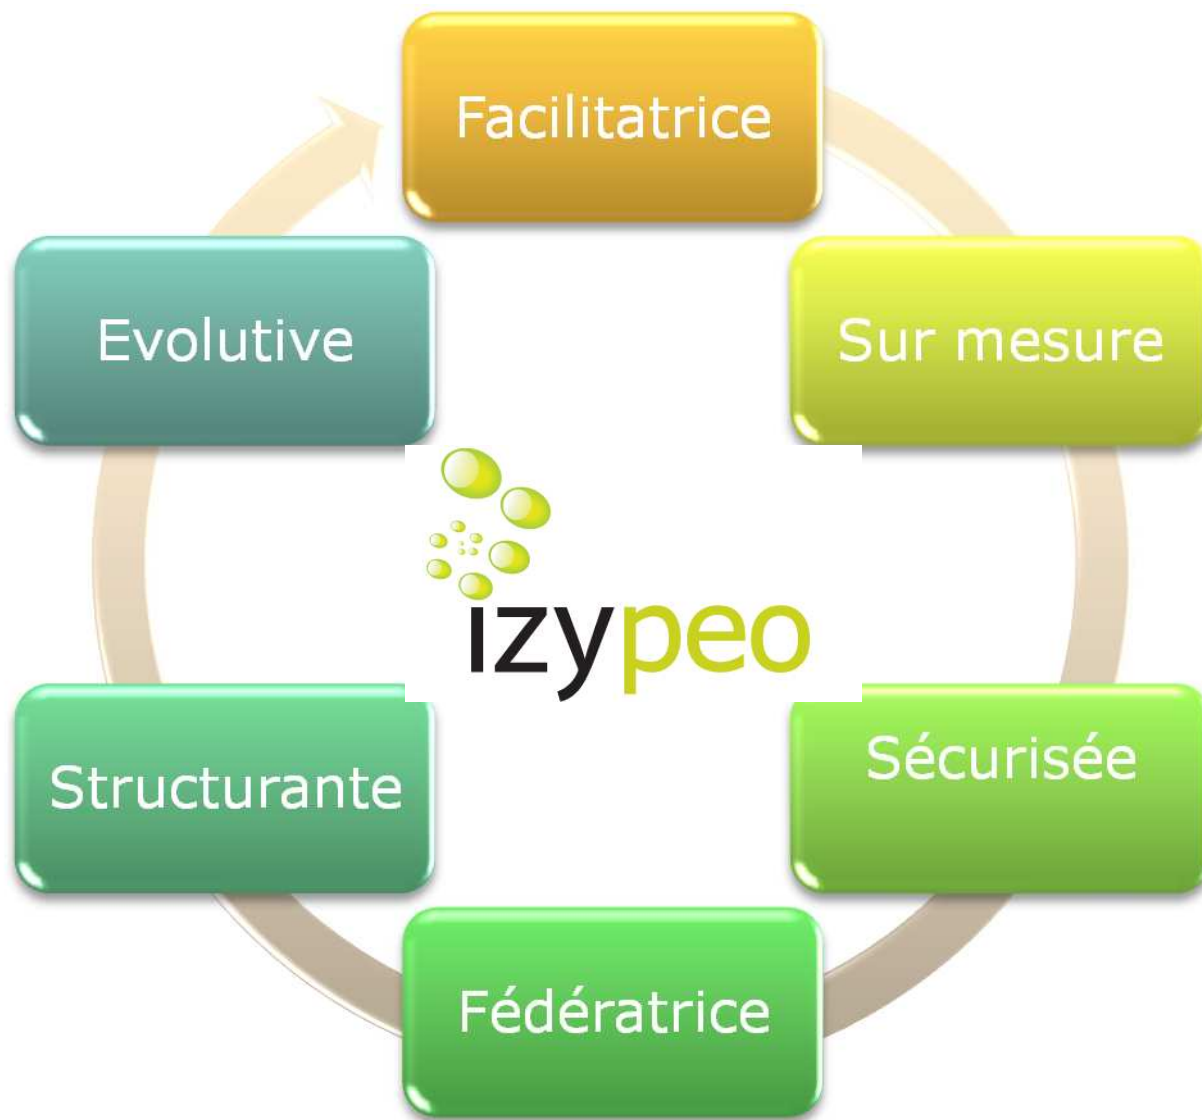 Facilitatrice
Sur mesure
Sécurisée
Fédératrice
Structurante
Evolutive
izypeo